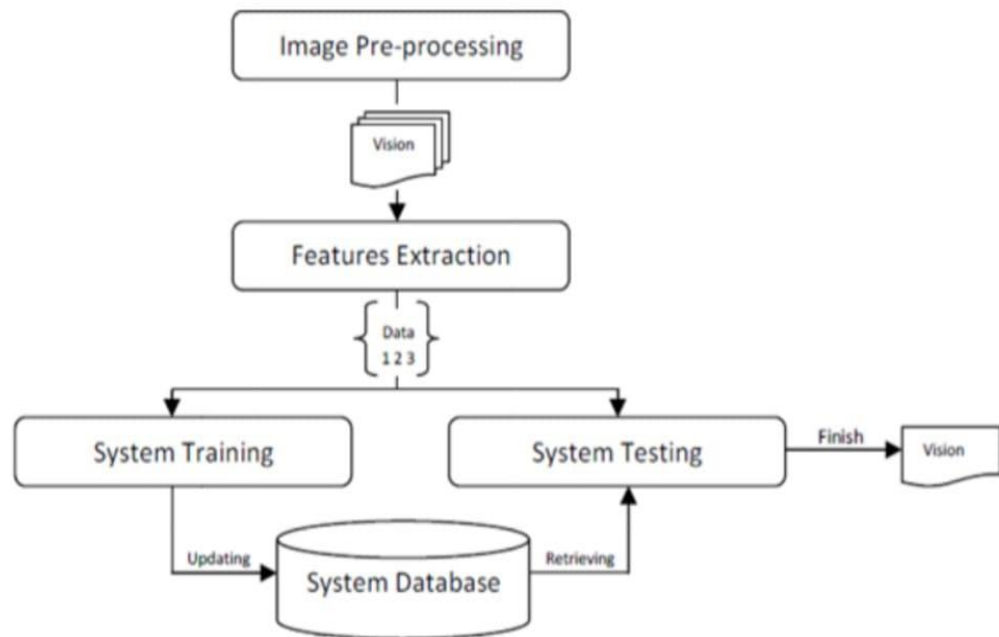 Image Pre-processing
Vision
Features Extraction
Data
1 2 3
System Training
System Testing
Finish
Vision
Updating
System Database
Retrieving